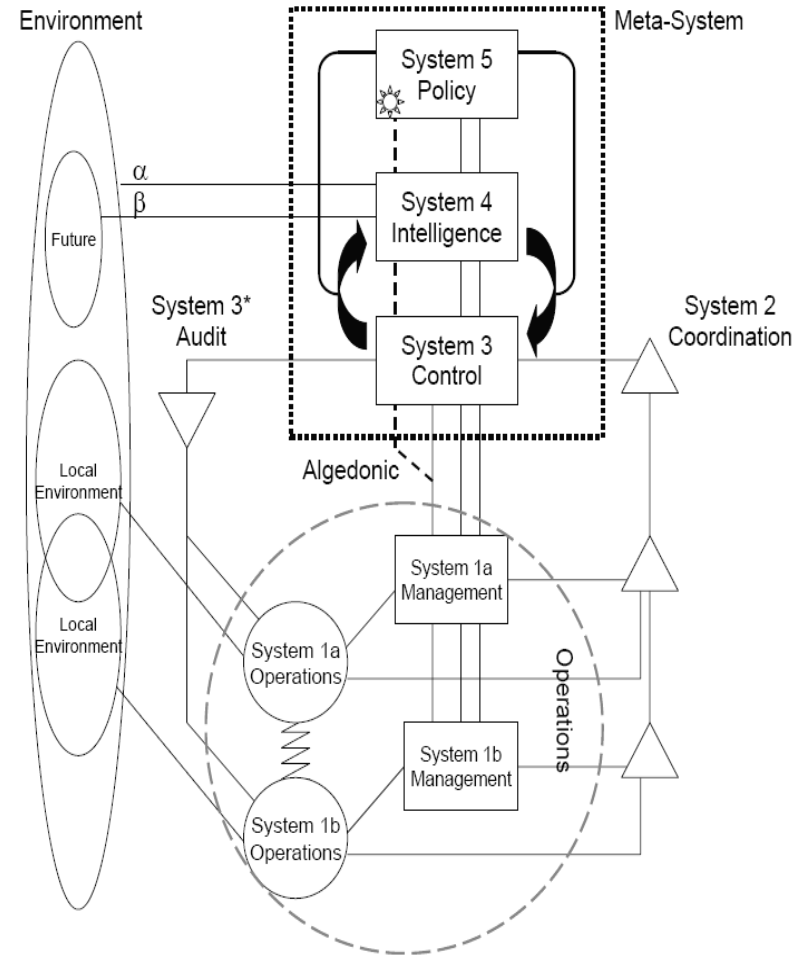 Environment
Meta-System
System 5
Policy
α
β
System 4
Intelligence
Future
System 3*
Audit
System 2
Coordination
System 3
Control
Algedonic
Local
Environment
System 1a
Management
Local
Environment
System 1a
Operations
Operations
System 1b
Management
System 1b
Operations